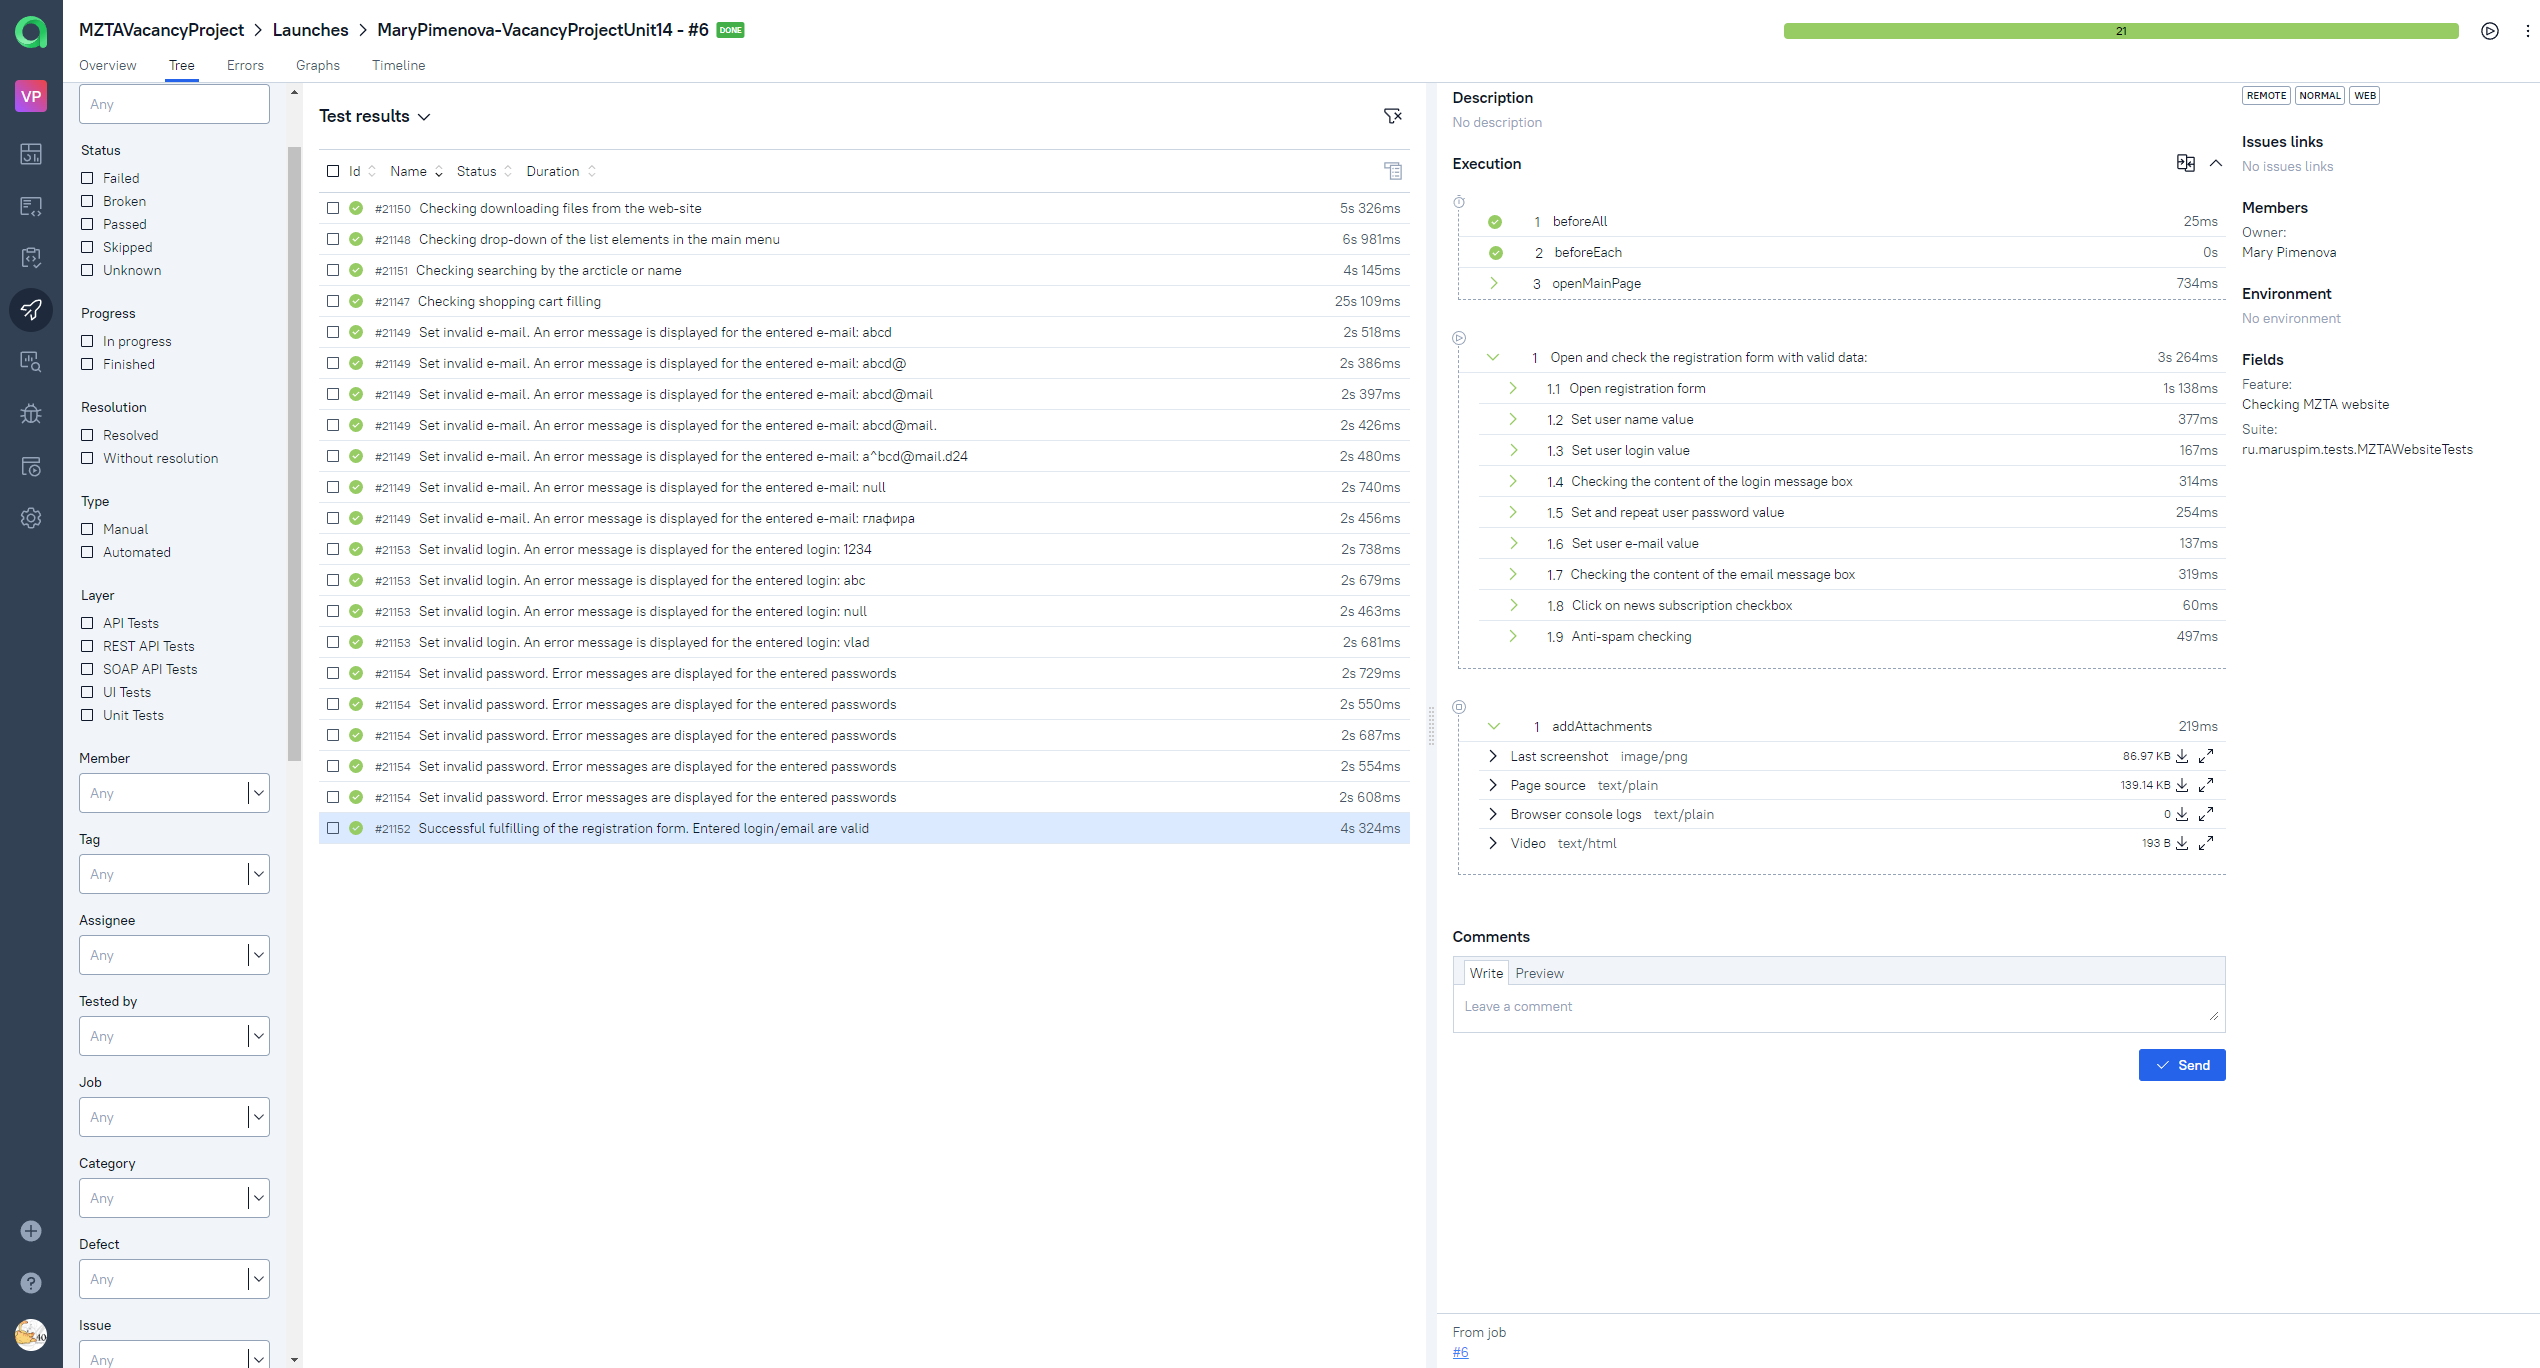 MZTAVacancyProject > Launches > MaryPimenova-VacancyProjectUnit14 - #6 DONE
21
Overview Tree Errors Graphs Timeline
VP
Any
Status
Failed
Broken
Passed
Skipped
Unknown
Progress
In progress
Finished
Resolution
Resolved
Without resolution
Type
Manual
Automated
Layer
API Tests
REST API Tests
SOAP API Tests
UI Tests
Unit Tests
Member
Any
Tag
Any
Assignee
Any
Tested by
Any
Job
Any
Category
Any
Defect
Any
Issue
Any
Test results
Id Name Status Duration
#21150 Checking downloading files from the web-site 5s 326ms
#21148 Checking drop-down of the list elements in the main menu 6s 981ms
#21151 Checking searching by the arcticle or name 4s 145ms
#21147 Checking shopping cart filling 25s 109ms
#21149 Set invalid e-mail. An error message is displayed for the entered e-mail: abcd 2s 518ms
#21149 Set invalid e-mail. An error message is displayed for the entered e-mail: abcd@ 2s 386ms
#21149 Set invalid e-mail. An error message is displayed for the entered e-mail: abcd@mail 2s 397ms
#21149 Set invalid e-mail. An error message is displayed for the entered e-mail: abcd@mail. 2s 426ms
#21149 Set invalid e-mail. An error message is displayed for the entered e-mail: a^bcd@mail.d24 2s 480ms
#21149 Set invalid e-mail. An error message is displayed for the entered e-mail: null 2s 740ms
#21149 Set invalid e-mail. An error message is displayed for the entered e-mail: глафира 2s 456ms
#21153 Set invalid login. An error message is displayed for the entered login: 1234 2s 738ms
#21153 Set invalid login. An error message is displayed for the entered login: abc 2s 679ms
#21153 Set invalid login. An error message is displayed for the entered login: null 2s 463ms
#21153 Set invalid login. An error message is displayed for the entered login: vlad 2s 681ms
#21154 Set invalid password. Error messages are displayed for the entered passwords 2s 729ms
#21154 Set invalid password. Error messages are displayed for the entered passwords 2s 550ms
#21154 Set invalid password. Error messages are displayed for the entered passwords 2s 687ms
#21154 Set invalid password. Error messages are displayed for the entered passwords 2s 554ms
#21154 Set invalid password. Error messages are displayed for the entered passwords 2s 608ms
#21152 Successful fulfilling of the registration form. Entered login/email are valid 4s 324ms
Description
No description
Execution
1 beforeAll 25ms
2 beforeEach 0s
3 openMainPage 734ms
1 Open and check the registration form with valid data: 3s 264ms
1.1 Open registration form 1s 138ms
1.2 Set user name value 377ms
1.3 Set user login value 167ms
1.4 Checking the content of the login message box 314ms
1.5 Set and repeat user password value 254ms
1.6 Set user e-mail value 137ms
1.7 Checking the content of the email message box 319ms
1.8 Click on news subscription checkbox 60ms
1.9 Anti-spam checking 497ms
1 addAttachments 219ms
Last screenshot image/png 86.97 KB
Page source text/plain 139.14 KB
Browser console logs text/plain 0
Video text/html 193 B
Comments
Write Preview
Leave a comment
Send
From job
#6
REMOTE NORMAL WEB
Issues links
No issues links
Members
Owner:
Mary Pimenova
Environment
No environment
Fields
Feature:
Checking MZTA website
Suite:
ru.maruspim.tests.MZTAWebsiteTests